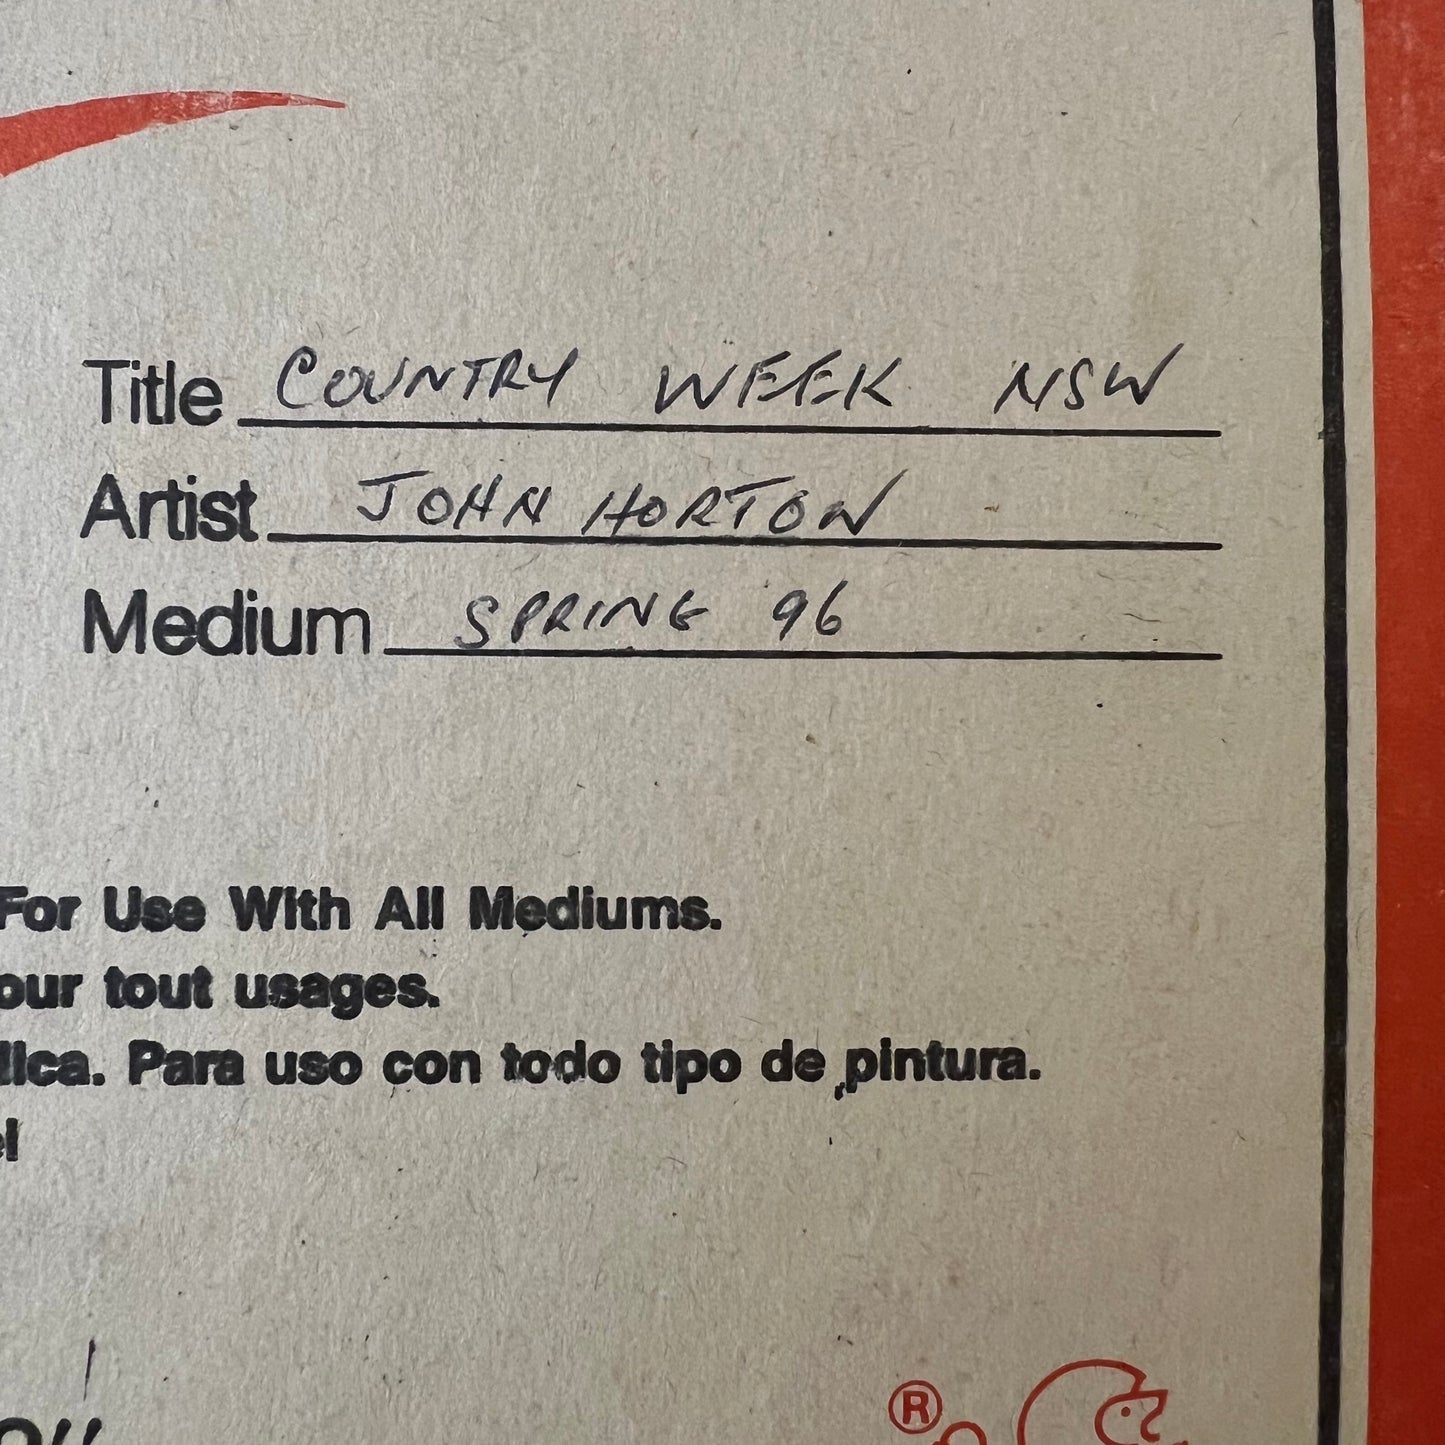 Title COUNTRY WEEK NSW
Artist JOHN HORTON
Medium SPRING '96
For Use With All Mediums.
our tout usages.
lica. Para uso con todo tipo de pintura.
el
®